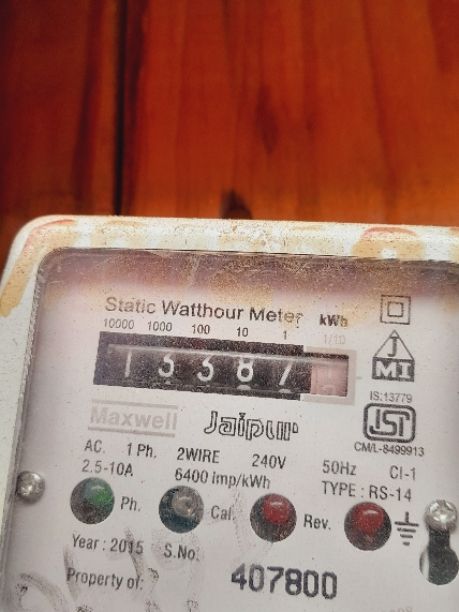 Static Watthour Meter kWh
10000 1000 100 10 1 1/10
1 3 3 8 7
Maxwell Jaipur
J
MI
IS:13779
ISI
CM/L-8499913
AC. 1 Ph. 2WIRE 240V 50Hz Cl-1
2.5-10A 6400 Imp/kWh TYPE : RS-14
Ph. Cal. Rev.
Year : 2015 S.No.
Property of: 407800